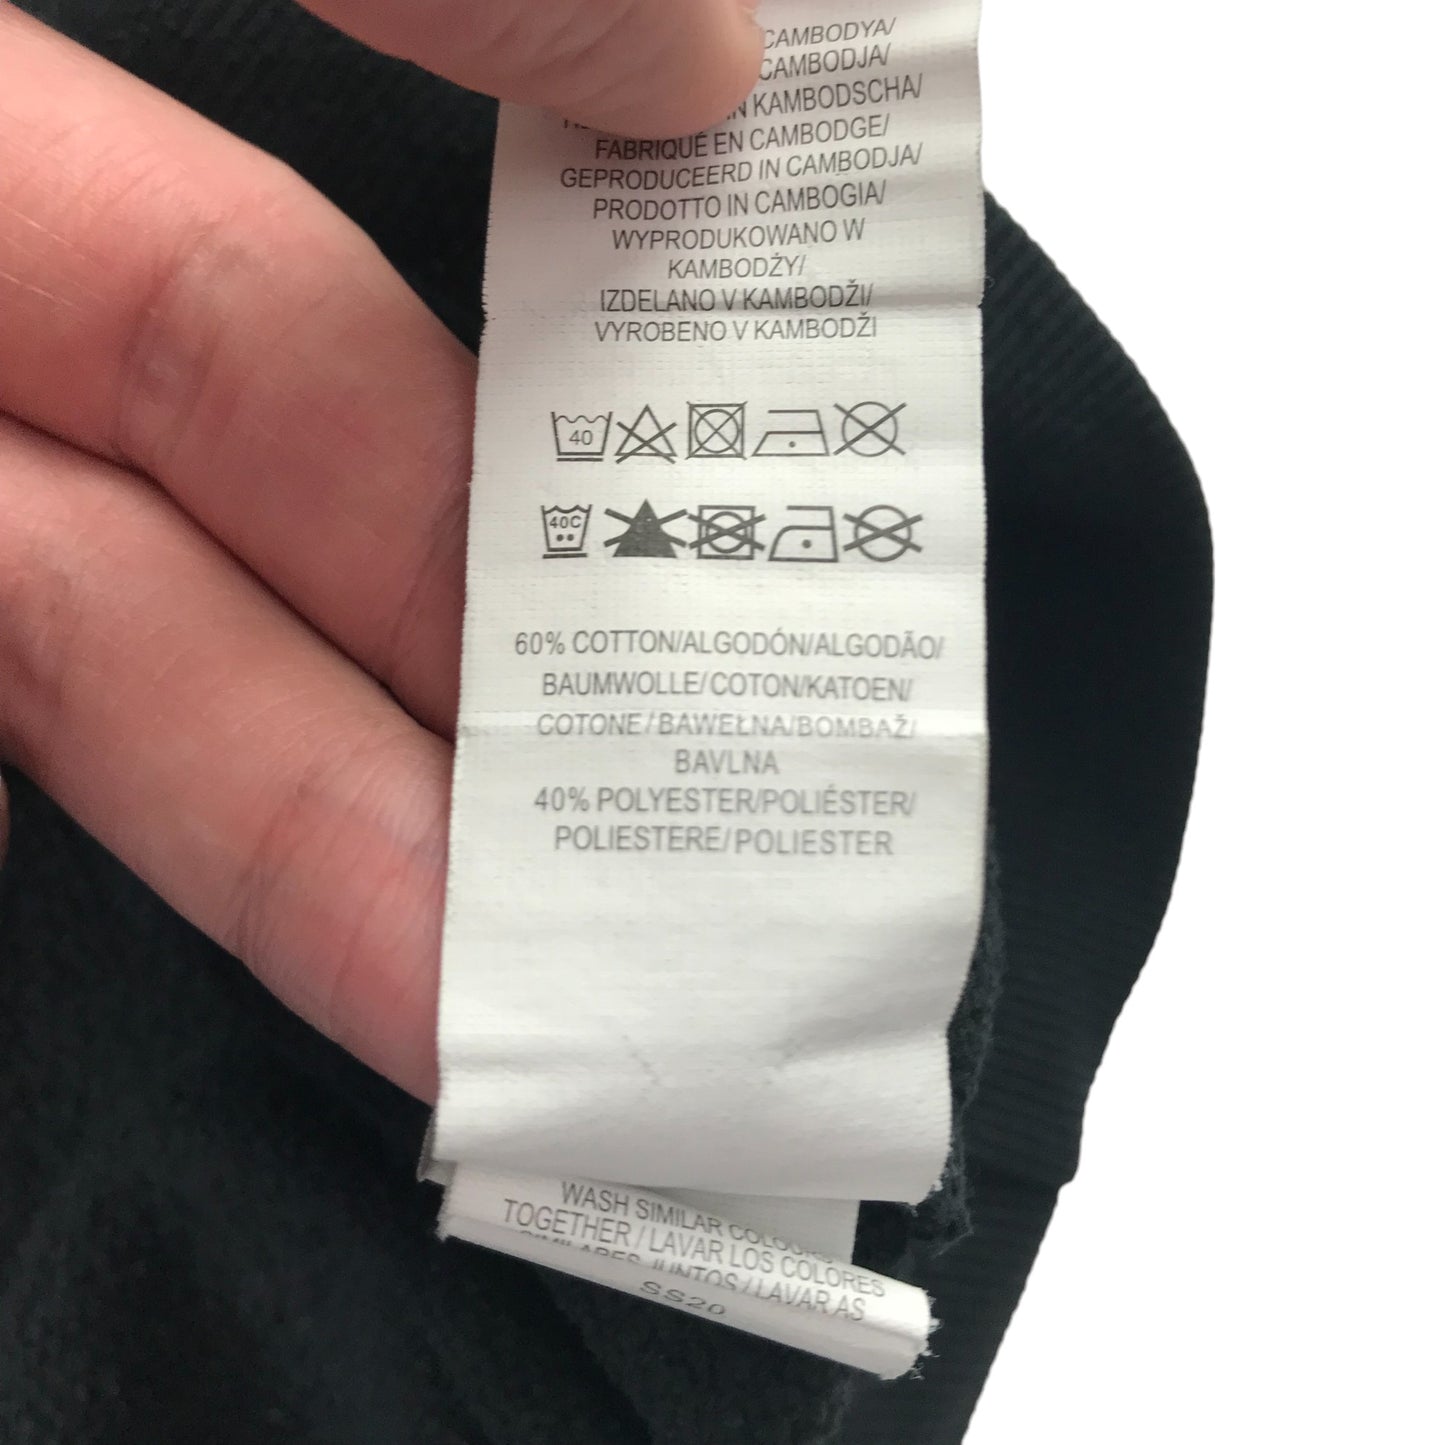 CAMBODYA/
CAMBODJA/
IN KAMBODSCHA/
FABRIQUÉ EN CAMBODGE/
GEPRODUCEERD IN CAMBODJA/
PRODOTTO IN CAMBOGIA/
WYPRODUKOWANO W
KAMBODŻY/
IZDELANO V KAMBODŽI/
VYROBENO V KAMBODŽI
40
40C
60% COTTON/ALGODÓN/ALGODÃO/
BAUMWOLLE/COTON/KATOEN/
COTONE/BAWEŁNA/BOMBAŽ/
BAVLNA
40% POLYESTER/POLIÉSTER/
POLIESTERE/POLIESTER
WASH SIMILAR COLOURS
TOGETHER / LAVAR LOS COLORES
SIMILARES JUNTOS / LAVAR AS
SS20